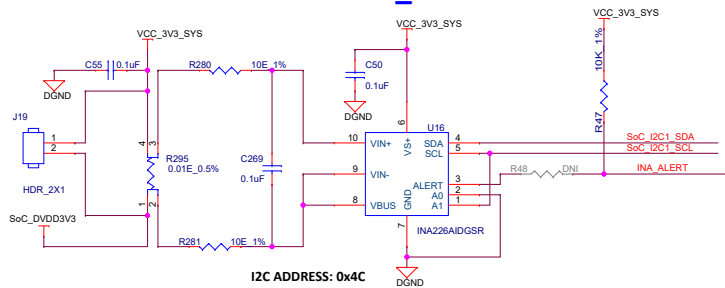 VCC_3V3_SYS
VCC_3V3_SYS
VCC_3V3_SYS
C55
0.1uF
DGND
R280
10E_1%
C50
0.1uF
DGND
10K_1%
R47
J19
1
2
HDR_2X1
4
3
R295
0.01E_0.5%
1
2
C269
0.1uF
U16
6
VS+
10
VIN+
9
VIN-
8
VBUS
SDA
4
SCL
5
ALERT
3
A0
2
A1
1
GND
7
INA226AIDGSR
SoC_I2C1_SDA
SoC_I2C1_SCL
R48
DNI
INA_ALERT
SoC_DVDD3V3
R281
10E_1%
I2C ADDRESS: 0x4C
DGND